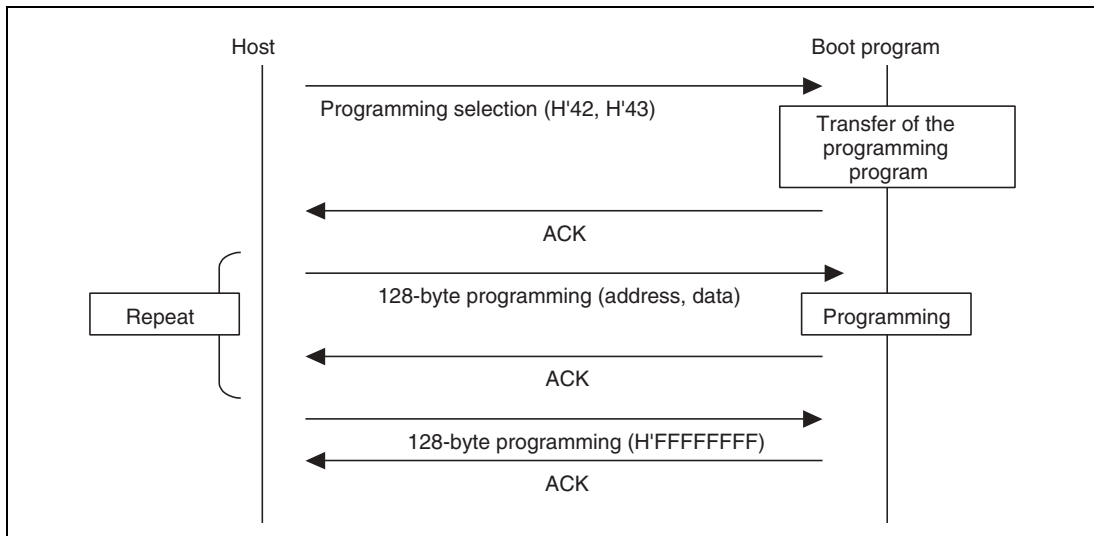 Host
Boot program
Programming selection (H'42, H'43)
Transfer of the
programming
program
ACK
128-byte programming (address, data)
Repeat
Programming
ACK
128-byte programming (H'FFFFFFFF)
ACK